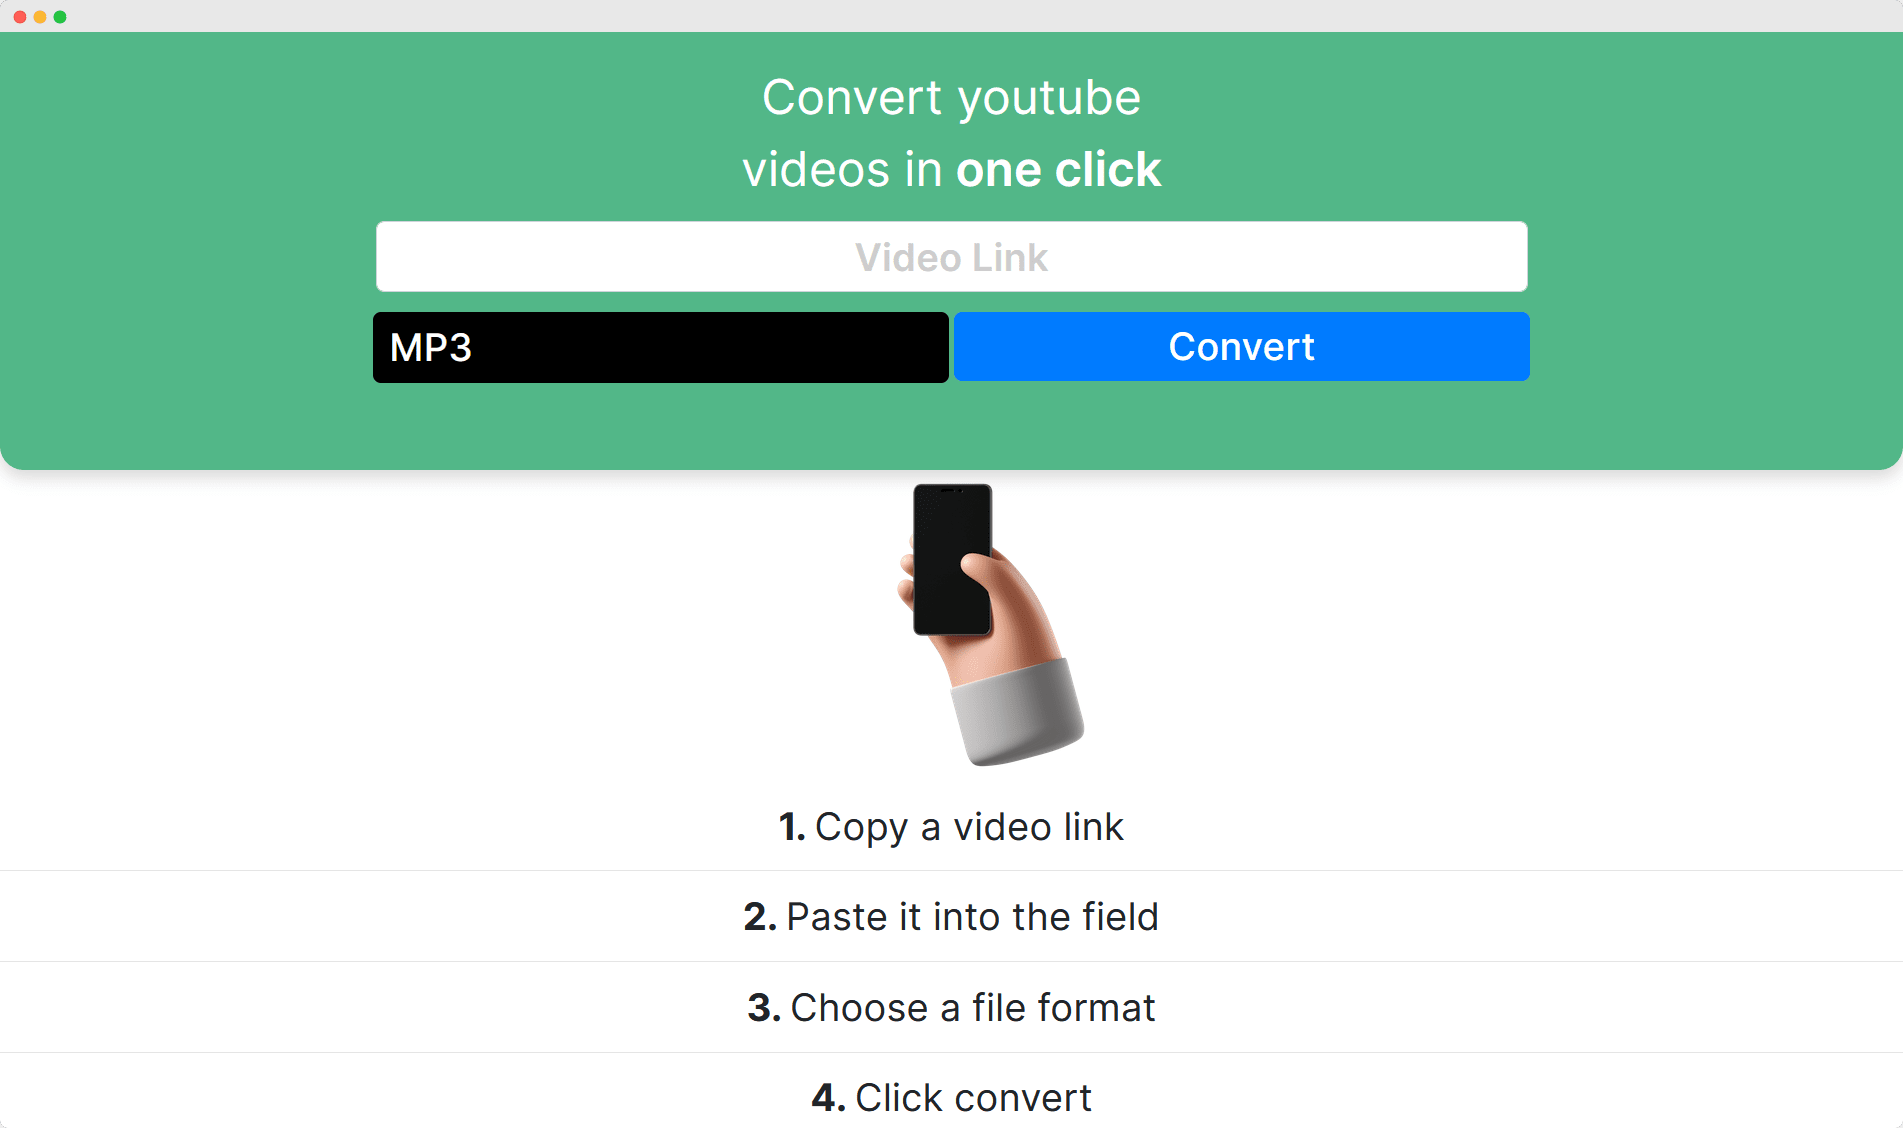 Convert youtube
videos in one click
Video Link
MP3
Convert
1. Copy a video link
2. Paste it into the field
3. Choose a file format
4. Click convert